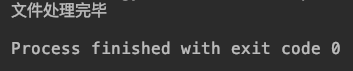 文件处理完毕
Process finished with exit code 0